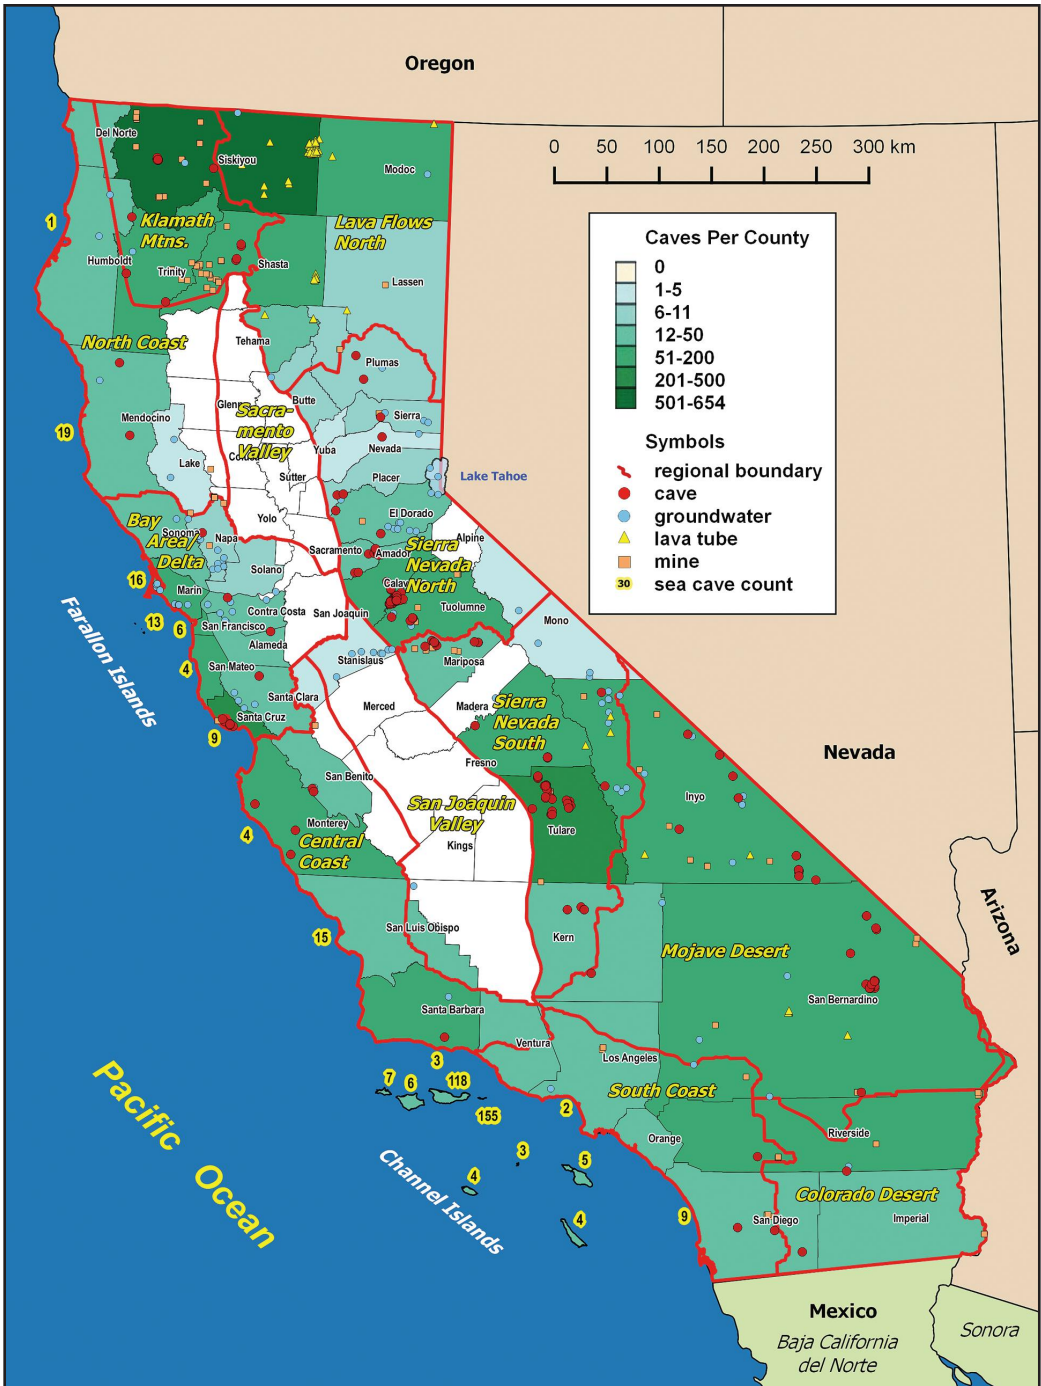 Oregon
0 50 100 150 200 250 300 km
Caves Per County
0
1-5
6-11
12-50
51-200
201-500
501-654
Symbols
regional boundary
cave
groundwater
lava tube
mine
30 sea cave count
Del Norte
Siskiyou
Modoc
1
Klamath
Mtns.
Lava Flows
North
Humboldt
Trinity
Shasta
Lassen
North Coast
Tehama
Plumas
Glenn
Butte
Sacra-
mento
Valley
Sierra
Mendocino
19
Yuba
Nevada
Lake
Sutter
Placer
Lake Tahoe
Bay
Area/
Delta
Sonoma
Napa
Yolo
El Dorado
Sacramento
Amador
Alpine
Sierra
Nevada
North
Solano
16
Marin
Contra Costa
San Joaquin
Tuolumne
Mono
13
6
San Francisco
Alameda
Farallon Islands
4
San Mateo
Stanislaus
Mariposa
Santa Clara
Merced
Madera
Sierra
Nevada
South
9
Santa Cruz
Nevada
San Benito
Fresno
Inyo
San Joaquin
Valley
4
Monterey
Central
Coast
Kings
Tulare
Arizona
15
San Luis Obispo
Kern
Mojave Desert
San Bernardino
Santa Barbara
Ventura
Los Angeles
3
7
6
118
155
2
South Coast
Pacific Ocean
Channel Islands
3
5
4
4
Orange
Riverside
9
Colorado Desert
San Diego
Imperial
Mexico
Baja California
del Norte
Sonora